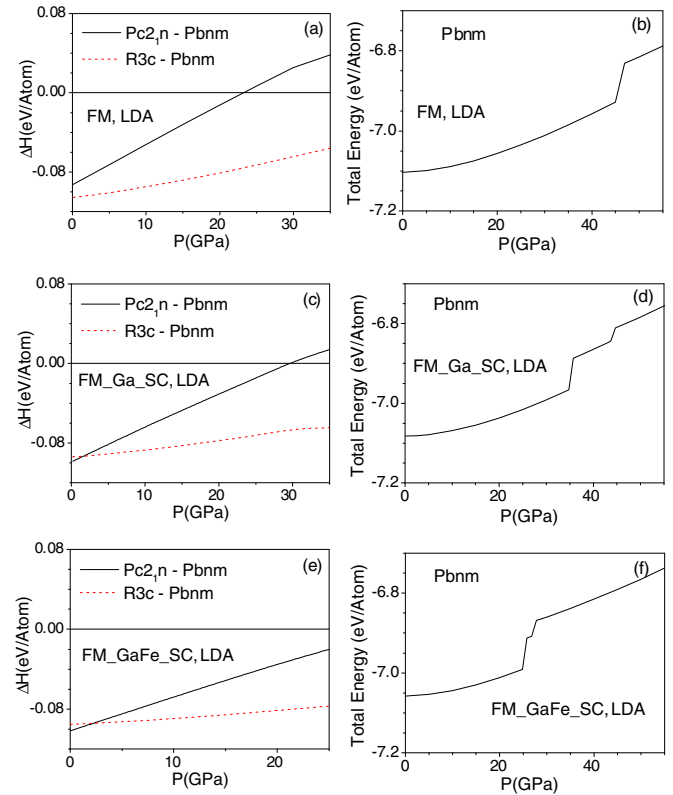 (a)
Pc2₁n - Pbnm
R3c - Pbnm
FM, LDA
0.08
0.00
-0.08
ΔH(eV/Atom)
0 10 20 30
P(GPa)
(b)
Pbnm
FM, LDA
-6.8
-7.0
-7.2
Total Energy (eV/Atom)
0 20 40
P(GPa)
(c)
Pc2₁n - Pbnm
R3c - Pbnm
FM_Ga_SC, LDA
0.08
0.00
-0.08
ΔH(eV/Atom)
0 10 20 30
P(GPa)
(d)
Pbnm
FM_Ga_SC, LDA
-6.8
-7.0
-7.2
Total Energy (eV/Atom)
0 20 40
P(GPa)
(e)
Pc2₁n - Pbnm
R3c - Pbnm
FM_GaFe_SC, LDA
0.08
0.00
-0.08
ΔH(eV/Atom)
0 10 20
P(GPa)
(f)
Pbnm
FM_GaFe_SC, LDA
-6.8
-7.0
-7.2
Total Energy (eV/Atom)
0 20 40
P(GPa)